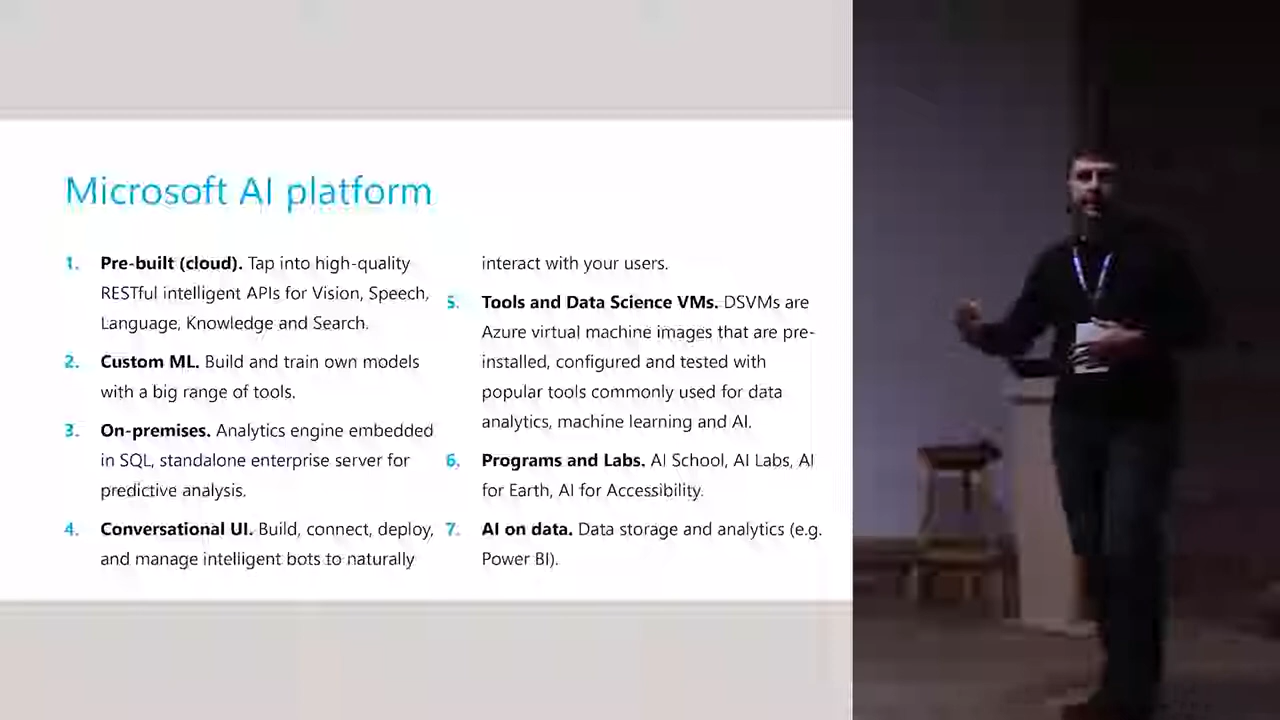 Microsoft AI platform
1. Pre-built (cloud). Tap into high-quality
RESTful intelligent APIs for Vision, Speech,
Language, Knowledge and Search.
2. Custom ML. Build and train own models
with a big range of tools.
3. On-premises. Analytics engine embedded
in SQL, standalone enterprise server for
predictive analysis.
4. Conversational UI. Build, connect, deploy,
and manage intelligent bots to naturally
interact with your users.
5. Tools and Data Science VMs. DSVMs are
Azure virtual machine images that are pre-
installed, configured and tested with
popular tools commonly used for data
analytics, machine learning and AI.
6. Programs and Labs. AI School, AI Labs, AI
for Earth, AI for Accessibility.
7. AI on data. Data storage and analytics (e.g.
Power BI).